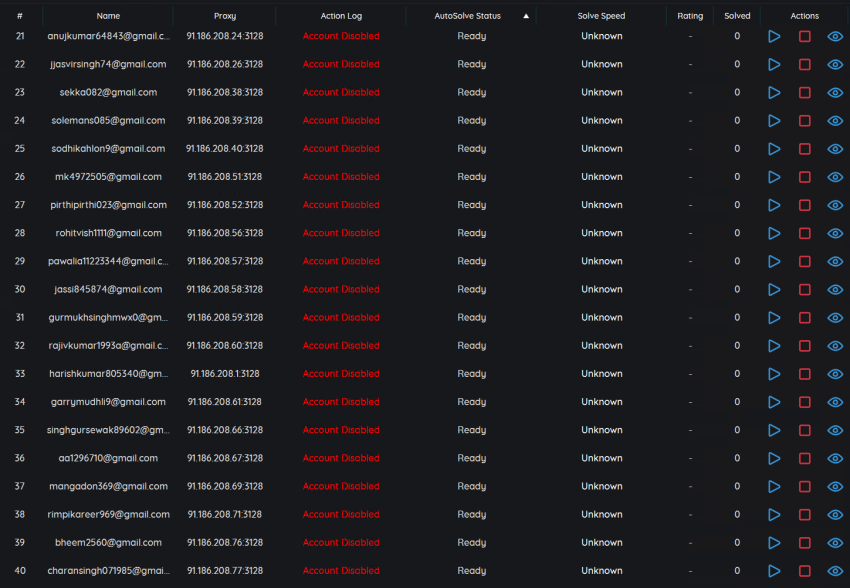 # Name Proxy Action Log AutoSolve Status ▲ Solve Speed Rating Solved Actions
21 anujkumar64843@gmail.c... 91.186.208.24:3128 Account Disabled Ready Unknown - 0
22 jjasvirsingh74@gmail.com 91.186.208.26:3128 Account Disabled Ready Unknown - 0
23 sekka082@gmail.com 91.186.208.38:3128 Account Disabled Ready Unknown - 0
24 solemans085@gmail.com 91.186.208.39:3128 Account Disabled Ready Unknown - 0
25 sodhikahlon9@gmail.com 91.186.208.40:3128 Account Disabled Ready Unknown - 0
26 mk4972505@gmail.com 91.186.208.51:3128 Account Disabled Ready Unknown - 0
27 pirthipirthi023@gmail.com 91.186.208.52:3128 Account Disabled Ready Unknown - 0
28 rohitvish1111@gmail.com 91.186.208.56:3128 Account Disabled Ready Unknown - 0
29 pawalia11223344@gmail.c... 91.186.208.57:3128 Account Disabled Ready Unknown - 0
30 jassi845874@gmail.com 91.186.208.58:3128 Account Disabled Ready Unknown - 0
31 gurmukhsinghmwx0@gm... 91.186.208.59:3128 Account Disabled Ready Unknown - 0
32 rajivkumar1993a@gmail.c... 91.186.208.60:3128 Account Disabled Ready Unknown - 0
33 harishkumar805340@gm... 91.186.208.1:3128 Account Disabled Ready Unknown - 0
34 garrymudhli9@gmail.com 91.186.208.61:3128 Account Disabled Ready Unknown - 0
35 singhgursewak89602@gm... 91.186.208.66:3128 Account Disabled Ready Unknown - 0
36 aa1296710@gmail.com 91.186.208.67:3128 Account Disabled Ready Unknown - 0
37 mangadon369@gmail.com 91.186.208.69:3128 Account Disabled Ready Unknown - 0
38 rimpikareer969@gmail.com 91.186.208.71:3128 Account Disabled Ready Unknown - 0
39 bheem2560@gmail.com 91.186.208.76:3128 Account Disabled Ready Unknown - 0
40 charansingh071985@gmai... 91.186.208.77:3128 Account Disabled Ready Unknown - 0